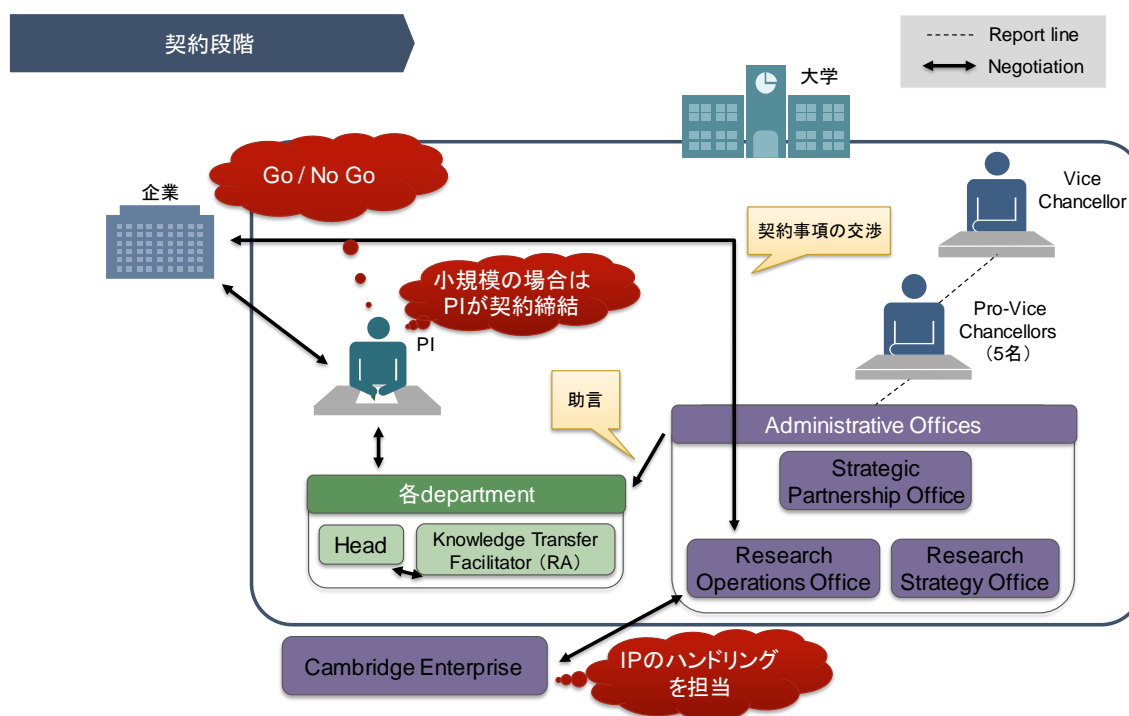 契約段階
Report line
Negotiation
大学
Go / No Go
企業
Vice
Chancellor
契約事項の交渉
小規模の場合は
PIが契約締結
PI
Pro-Vice
Chancellors
（5名）
助言
Administrative Offices
Strategic
Partnership Office
各department
Head
Knowledge Transfer
Facilitator（RA）
Research
Operations Office
Research
Strategy Office
Cambridge Enterprise
IPのハンドリング
を担当